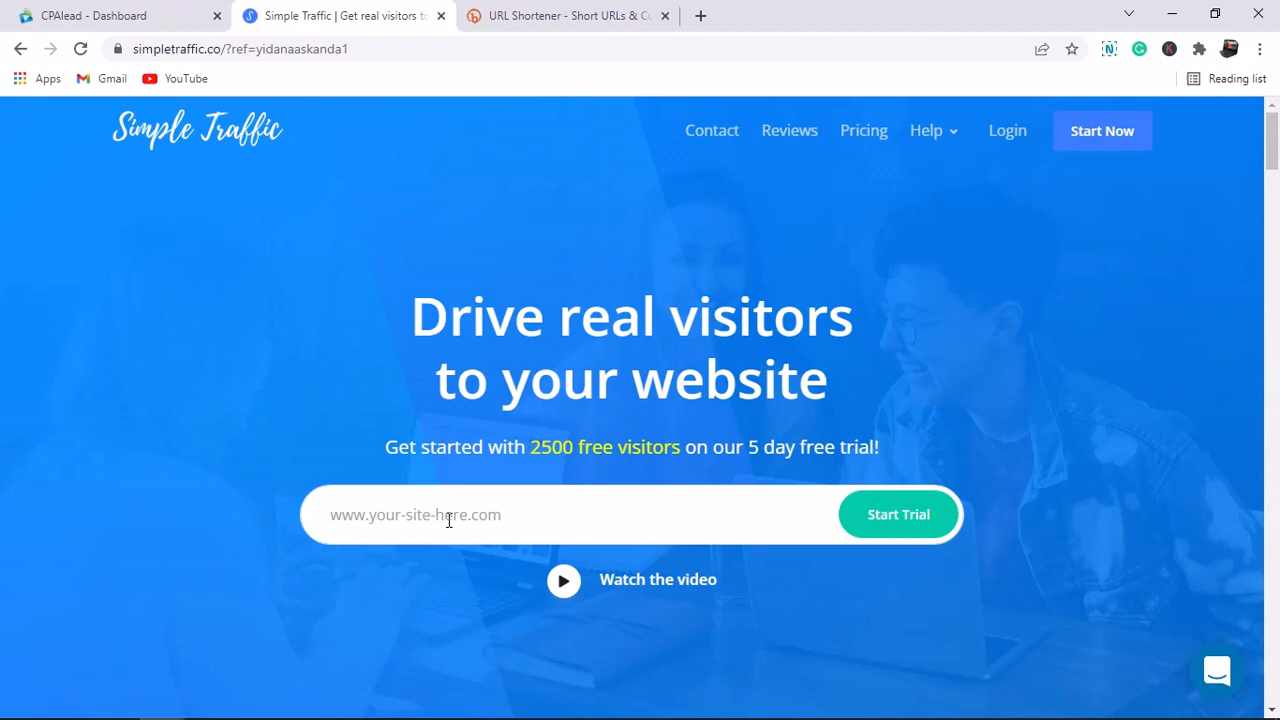 CPAlead - Dashboard
Simple Traffic | Get real visitors to
URL Shortener - Short URLs & Cu
simpletraffic.co/?ref=yidanaaskanda1
Apps
Gmail
YouTube
Reading list
Simple Traffic
Contact
Reviews
Pricing
Help
Login
Start Now
Drive real visitors
to your website
Get started with 2500 free visitors on our 5 day free trial!
www.your-site-here.com
Start Trial
Watch the video